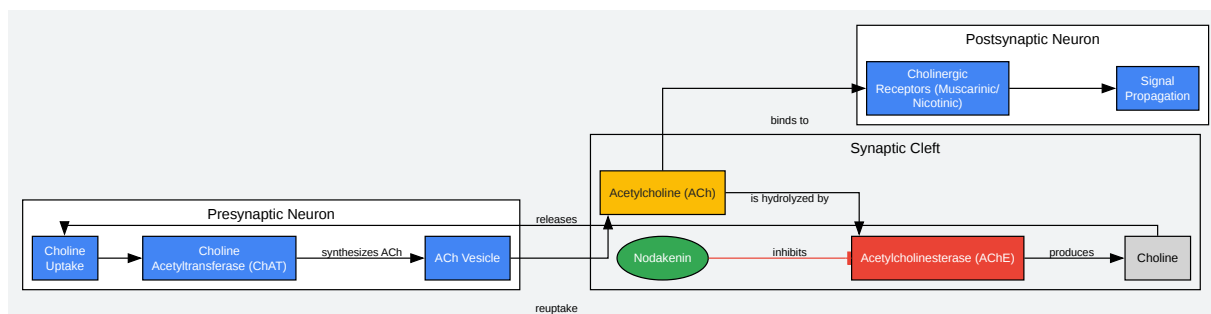 Postsynaptic Neuron
Cholinergic
Receptors (Muscarinic/
Nicotinic)
Signal
Propagation
binds to
Synaptic Cleft
Acetylcholine (ACh)
is hydrolyzed by
Presynaptic Neuron
releases
Choline
Uptake
Choline
Acetyltransferase (ChAT)
synthesizes ACh
ACh Vesicle
Nodakenin
inhibits
Acetylcholinesterase (AChE)
produces
Choline
reuptake